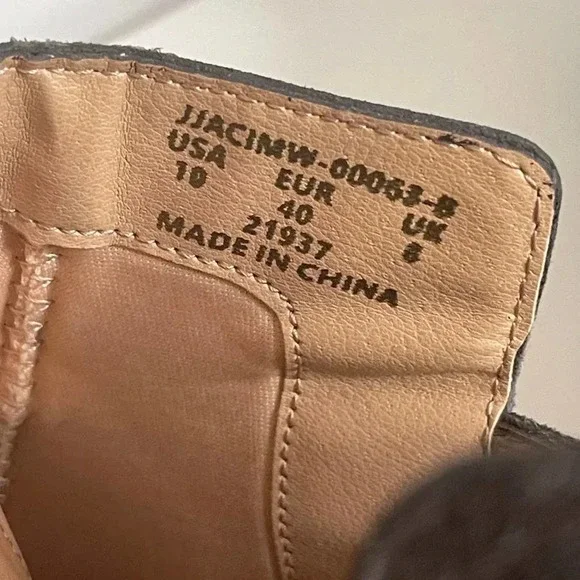 JJACIMW-00063-B
USA EUR UK
10 40 8
21937
MADE IN CHINA